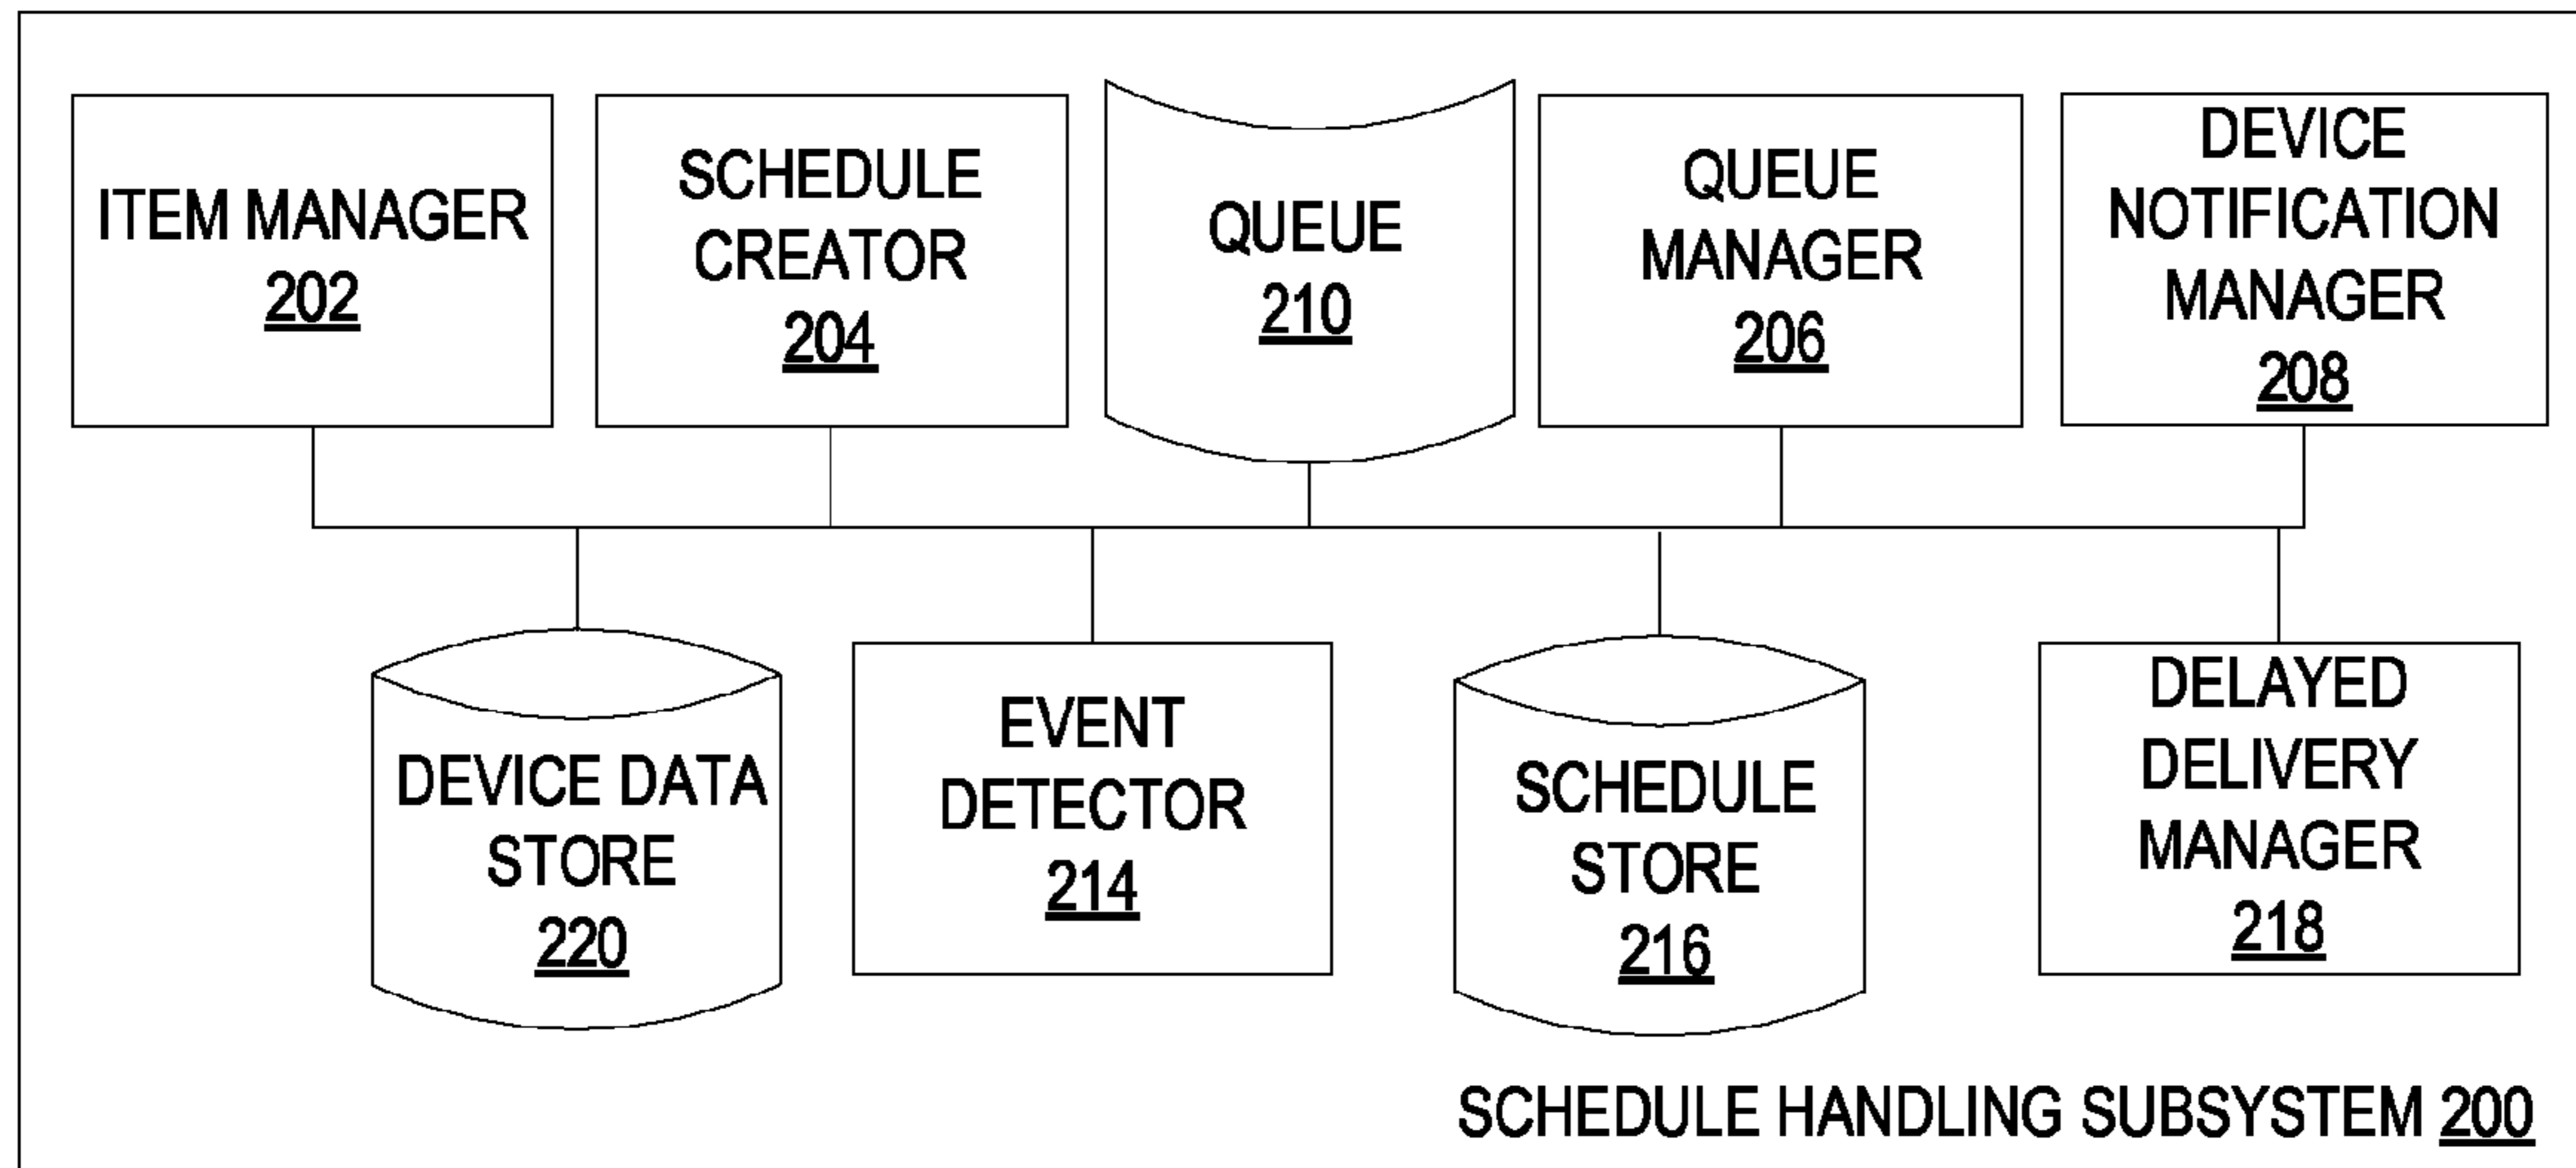 ITEM MANAGER
202
SCHEDULE
CREATOR
204
QUEUE
210
QUEUE
MANAGER
206
DEVICE
NOTIFICATION
MANAGER
208
DEVICE DATA
STORE
220
EVENT
DETECTOR
214
SCHEDULE
STORE
216
DELAYED
DELIVERY
MANAGER
218
SCHEDULE HANDLING SUBSYSTEM 200